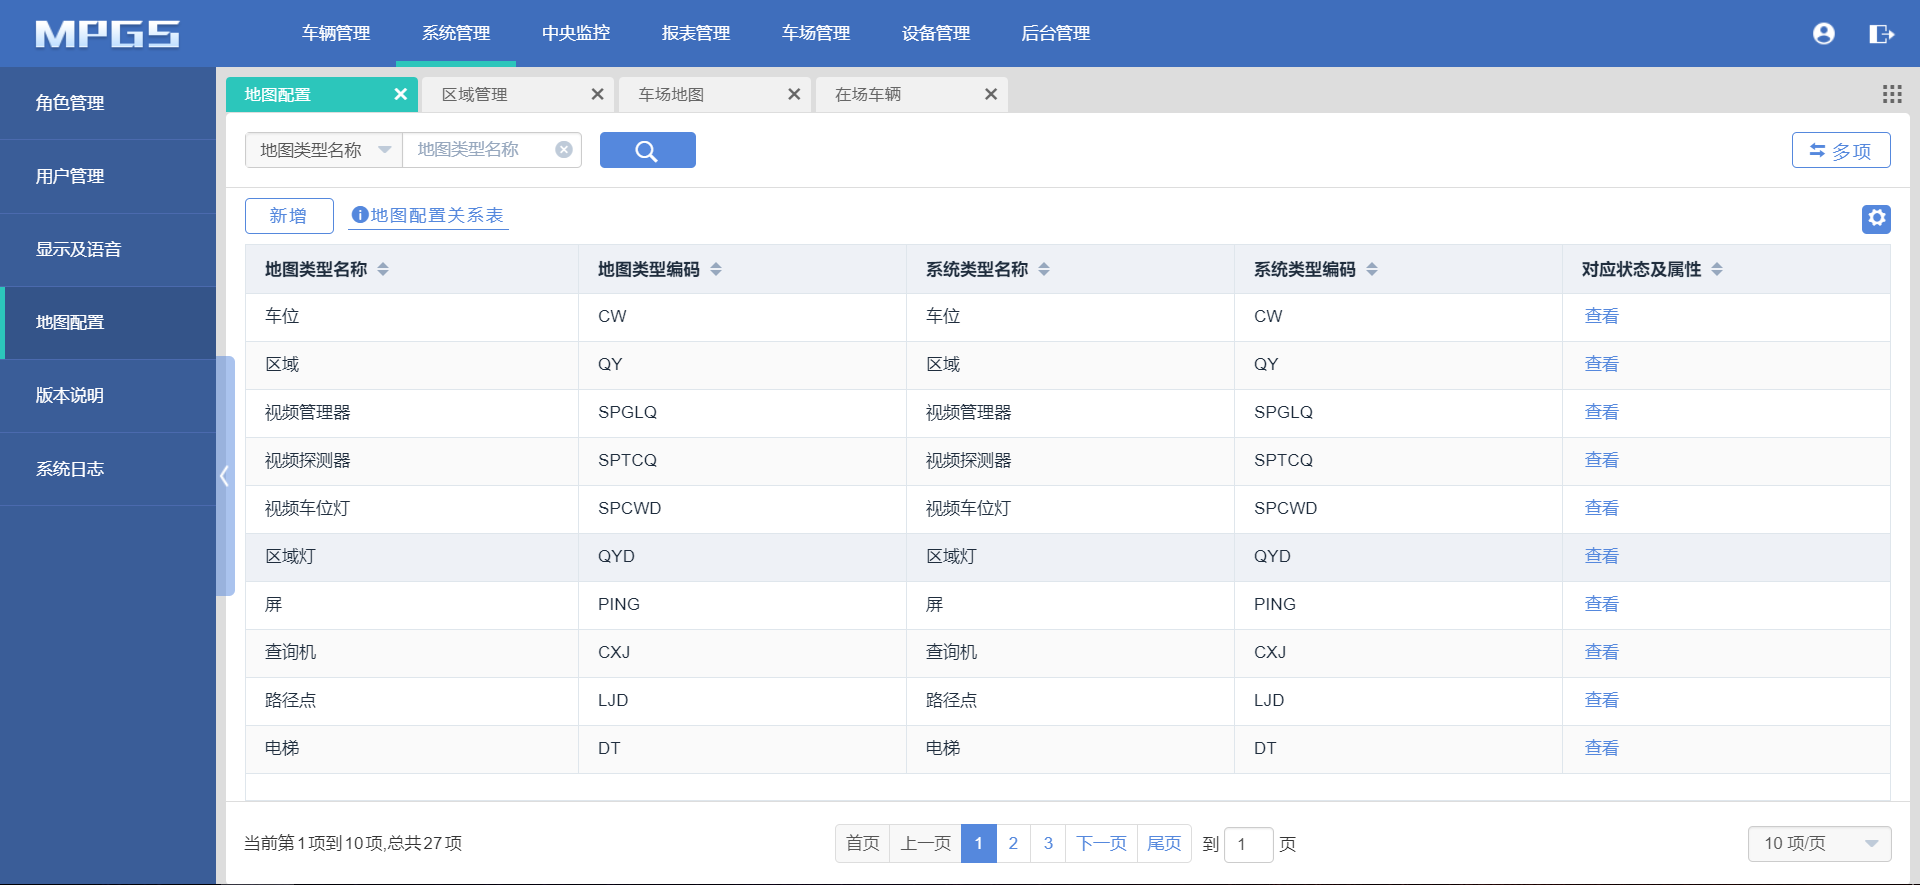 MPGS 车辆管理 系统管理 中央监控 报表管理 车场管理 设备管理 后台管理
角色管理
用户管理
显示及语音
地图配置
版本说明
系统日志
地图配置 区域管理 车场地图 在场车辆
地图类型名称 地图类型名称 多项
新增 地图配置关系表
地图类型名称 地图类型编码 系统类型名称 系统类型编码 对应状态及属性
车位 CW 车位 CW 查看
区域 QY 区域 QY 查看
视频管理器 SPGLQ 视频管理器 SPGLQ 查看
视频探测器 SPTCQ 视频探测器 SPTCQ 查看
视频车位灯 SPCWD 视频车位灯 SPCWD 查看
区域灯 QYD 区域灯 QYD 查看
屏 PING 屏 PING 查看
查询机 CXJ 查询机 CXJ 查看
路径点 LJD 路径点 LJD 查看
电梯 DT 电梯 DT 查看
当前第1项到10项,总共27项 首页 上一页 1 2 3 下一页 尾页 到 1 页 10 项/页